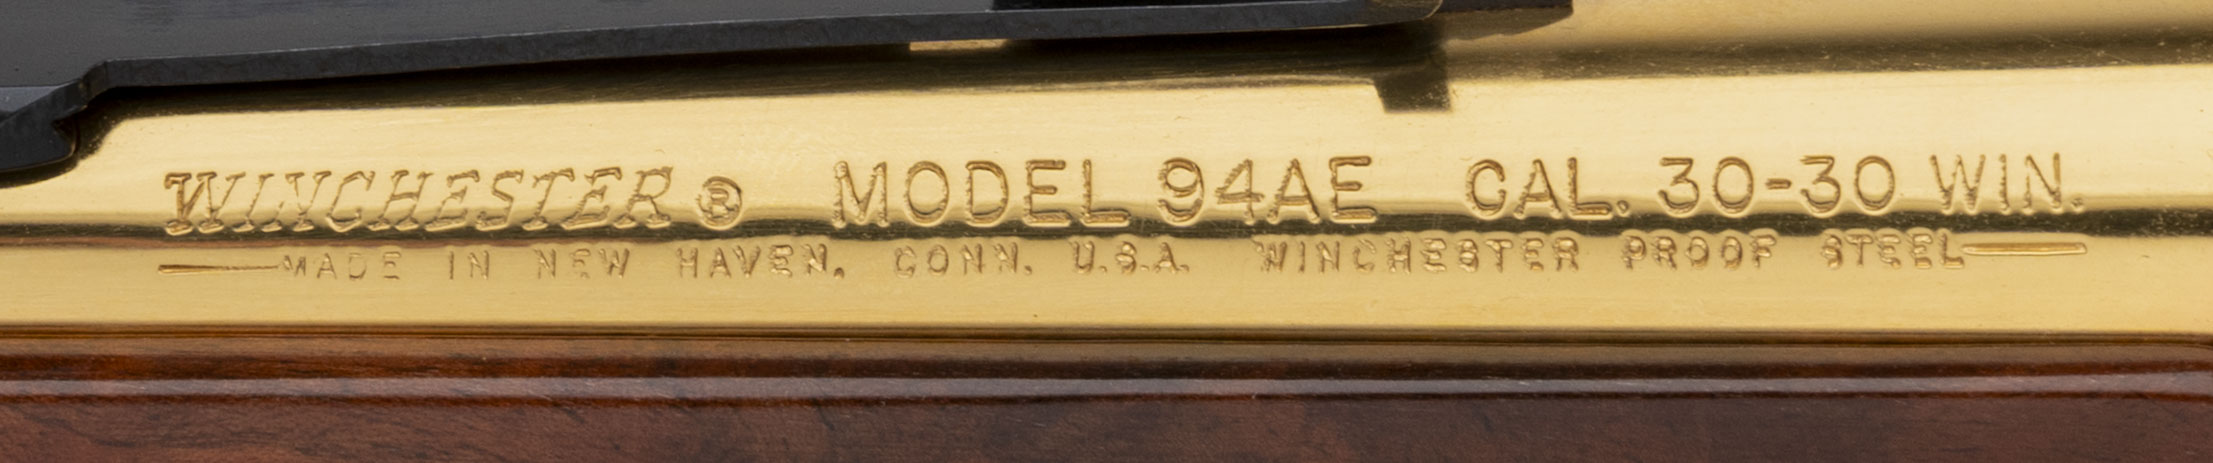 WINCHESTER® MODEL 94AE CAL. 30-30 WIN.
—MADE IN NEW HAVEN, CONN. U.S.A. WINCHESTER PROOF STEEL—